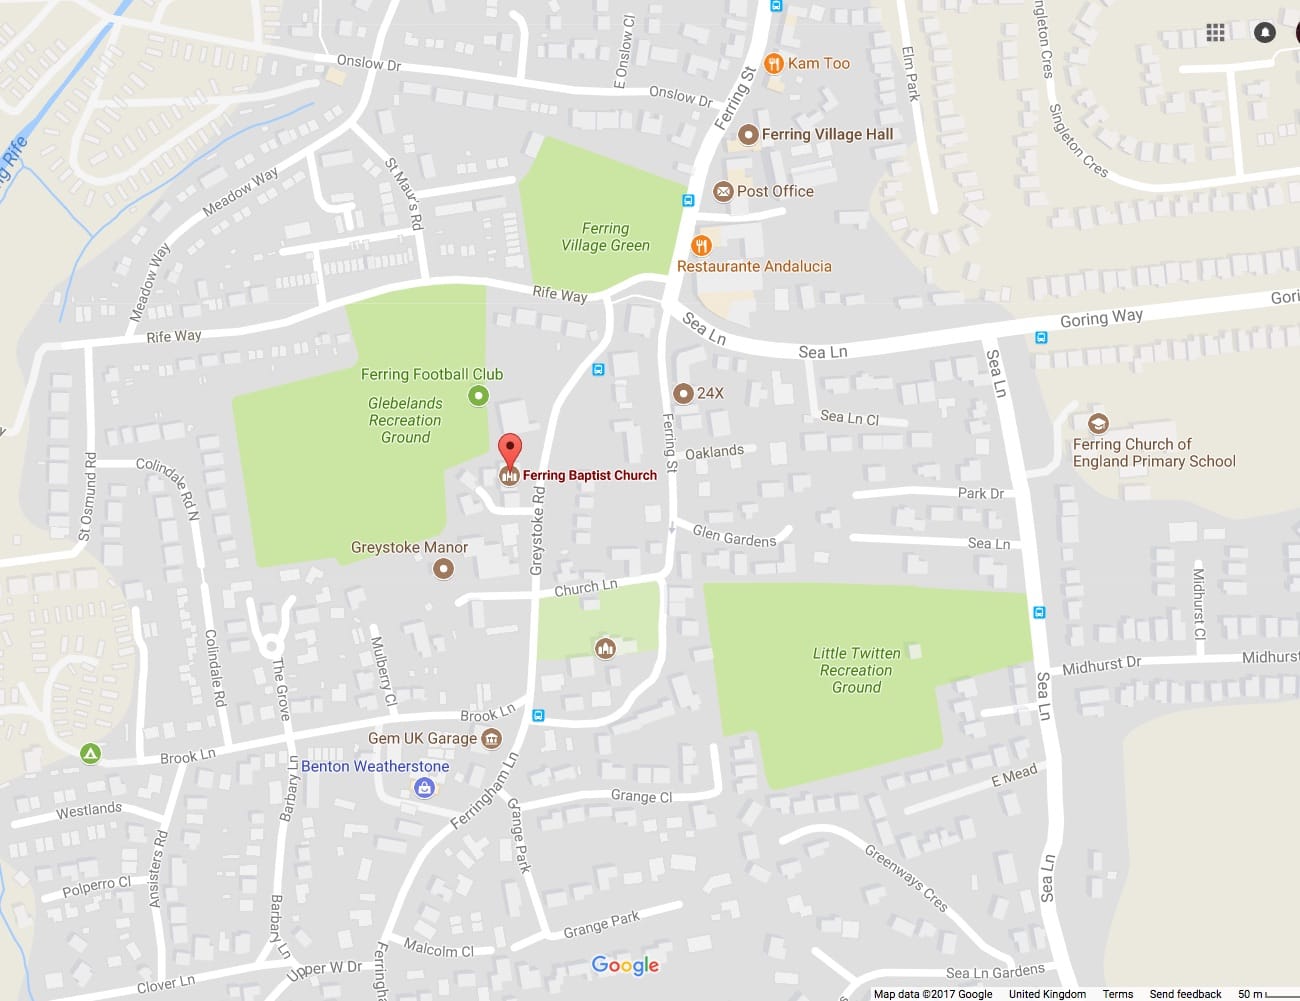 Onslow Dr
E Onslow Cl
Onslow Dr
Ferring St
Kam Too
Elm Park
Singleton Cres
Singleton Cres
Ferring Village Hall
Post Office
Meadow Way
St Maur's Rd
Ferring
Village Green
Restaurante Andalucia
Meadow Way
Rife Way
Rife Way
Sea Ln
Sea Ln
Goring Way
Sea Ln
Ferring Football Club
Glebelands
Recreation
Ground
24X
Sea Ln Cl
Ferring St
Oaklands
Ferring Church of
England Primary School
Ferring Baptist Church
St Osmund Rd
Colindale Rd N
Greystoke Rd
Park Dr
Glen Gardens
Sea Ln
Greystoke Manor
Church Ln
Midhurst Cl
Colindale Rd
The Grove
Mulberry Cl
Little Twitten
Recreation
Ground
Midhurst Dr
Midhurst
Sea Ln
Brook Ln
Brook Ln
Gem UK Garage
Benton Weatherstone
Barbary Ln
Ferringham Ln
Grange Cl
E Mead
Westlands
Ansisters Rd
Grange Park
Greenways Cres
Sea Ln
Polperro Cl
Barbary Ln
Grange Park
Malcolm Cl
Upper W Dr
Clover Ln
Google
Sea Ln Gardens
Map data ©2017 Google United Kingdom Terms Send feedback 50 m